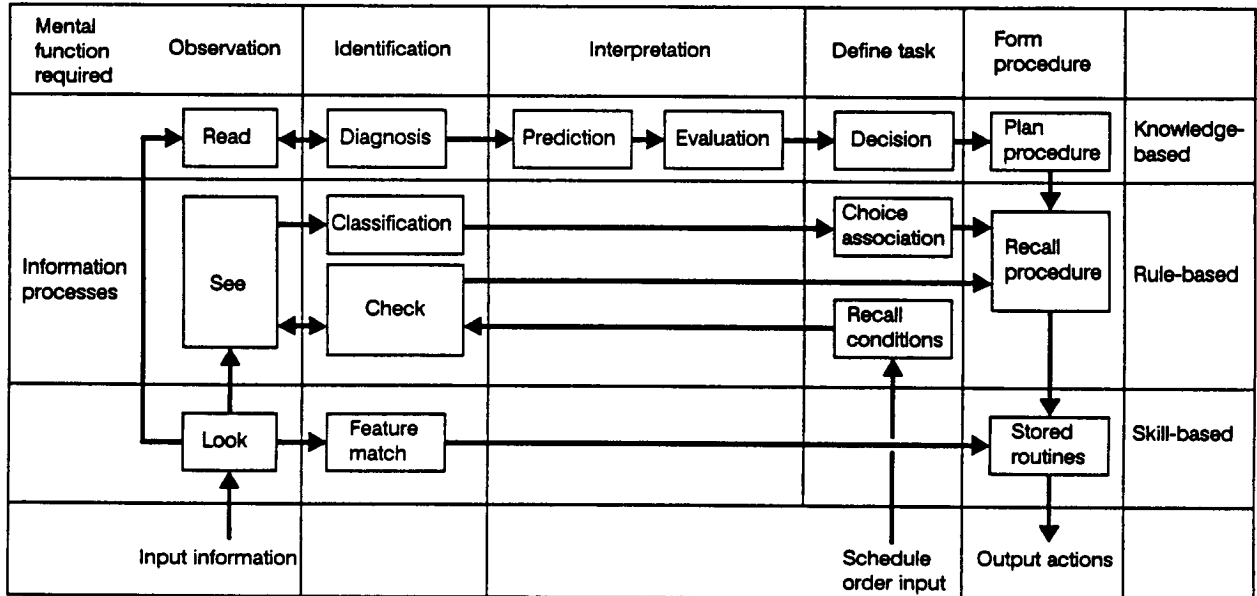 Mental
function
required
Observation
Identification
Interpretation
Define task
Form
procedure
Read
Diagnosis
Prediction
Evaluation
Decision
Plan
procedure
Knowledge-
based
Information
processes
See
Classification
Choice
association
Check
Recall
conditions
Recall
procedure
Rule-based
Look
Feature
match
Stored
routines
Skill-based
Input information
Schedule
order input
Output actions